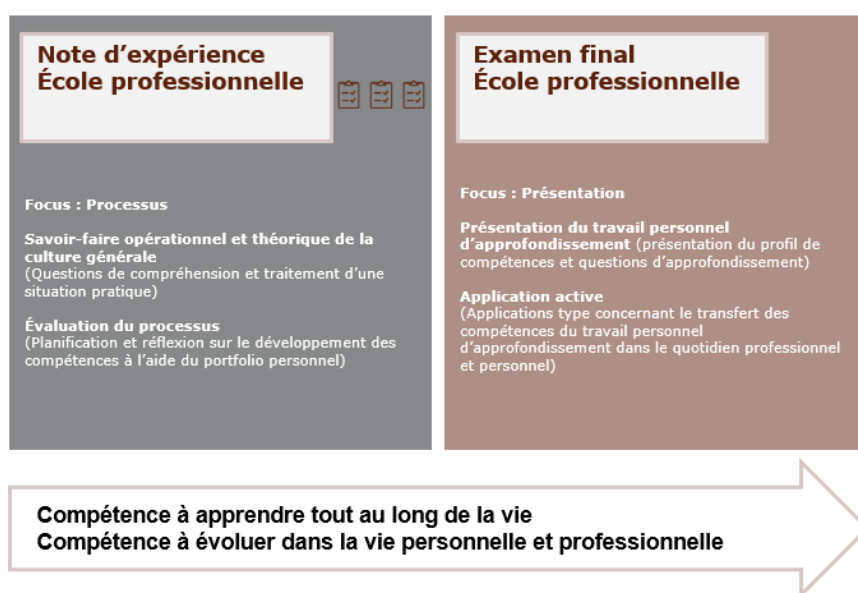 Note d’expérience
École professionnelle
Focus : Processus
Savoir-faire opérationnel et théorique de la
culture générale
(Questions de compréhension et traitement d’une
situation pratique)
Évaluation du processus
(Planification et réflexion sur le développement des
compétences à l’aide du portfolio personnel)
Examen final
École professionnelle
Focus : Présentation
Présentation du travail personnel
d’approfondissement (présentation du profil de
compétences et questions d’approfondissement)
Application active
(Applications type concernant le transfert des
compétences du travail personnel
d’approfondissement dans le quotidien professionnel
et personnel)
Compétence à apprendre tout au long de la vie
Compétence à évoluer dans la vie personnelle et professionnelle